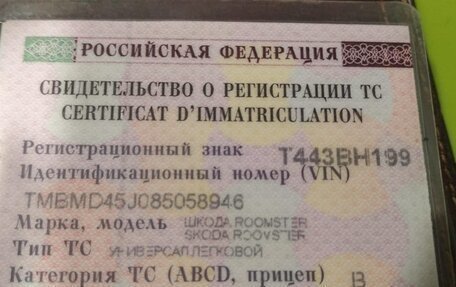 РОССИЙСКАЯ ФЕДЕРАЦИЯ
СВИДЕТЕЛЬСТВО О РЕГИСТРАЦИИ ТС
CERTIFICAT D'IMMATRICULATION
Регистрационный знак Т443ВН199
Идентификационный номер (VIN)
TMBMD45J085058946
Марка, модель ШКОДА ROOMSTER
SKODA ROOMSTER
Тип ТС УНИВЕРСАЛ ЛЕГКОВОЙ
Категория ТС (ABCD, прицеп) B